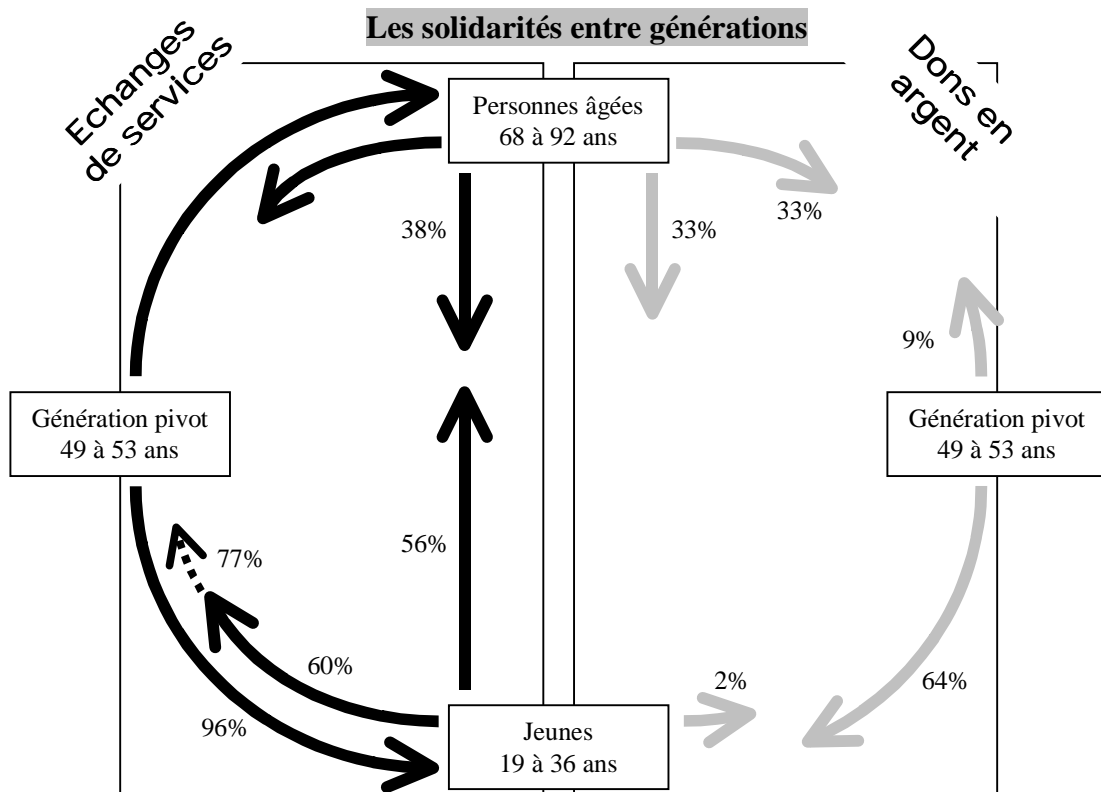 Les solidarités entre générations
Echanges
de services
Dons en
argent
Personnes âgées
68 à 92 ans
33%
38%
33%
9%
Génération pivot
49 à 53 ans
Génération pivot
49 à 53 ans
56%
77%
60%
2%
64%
96%
Jeunes
19 à 36 ans